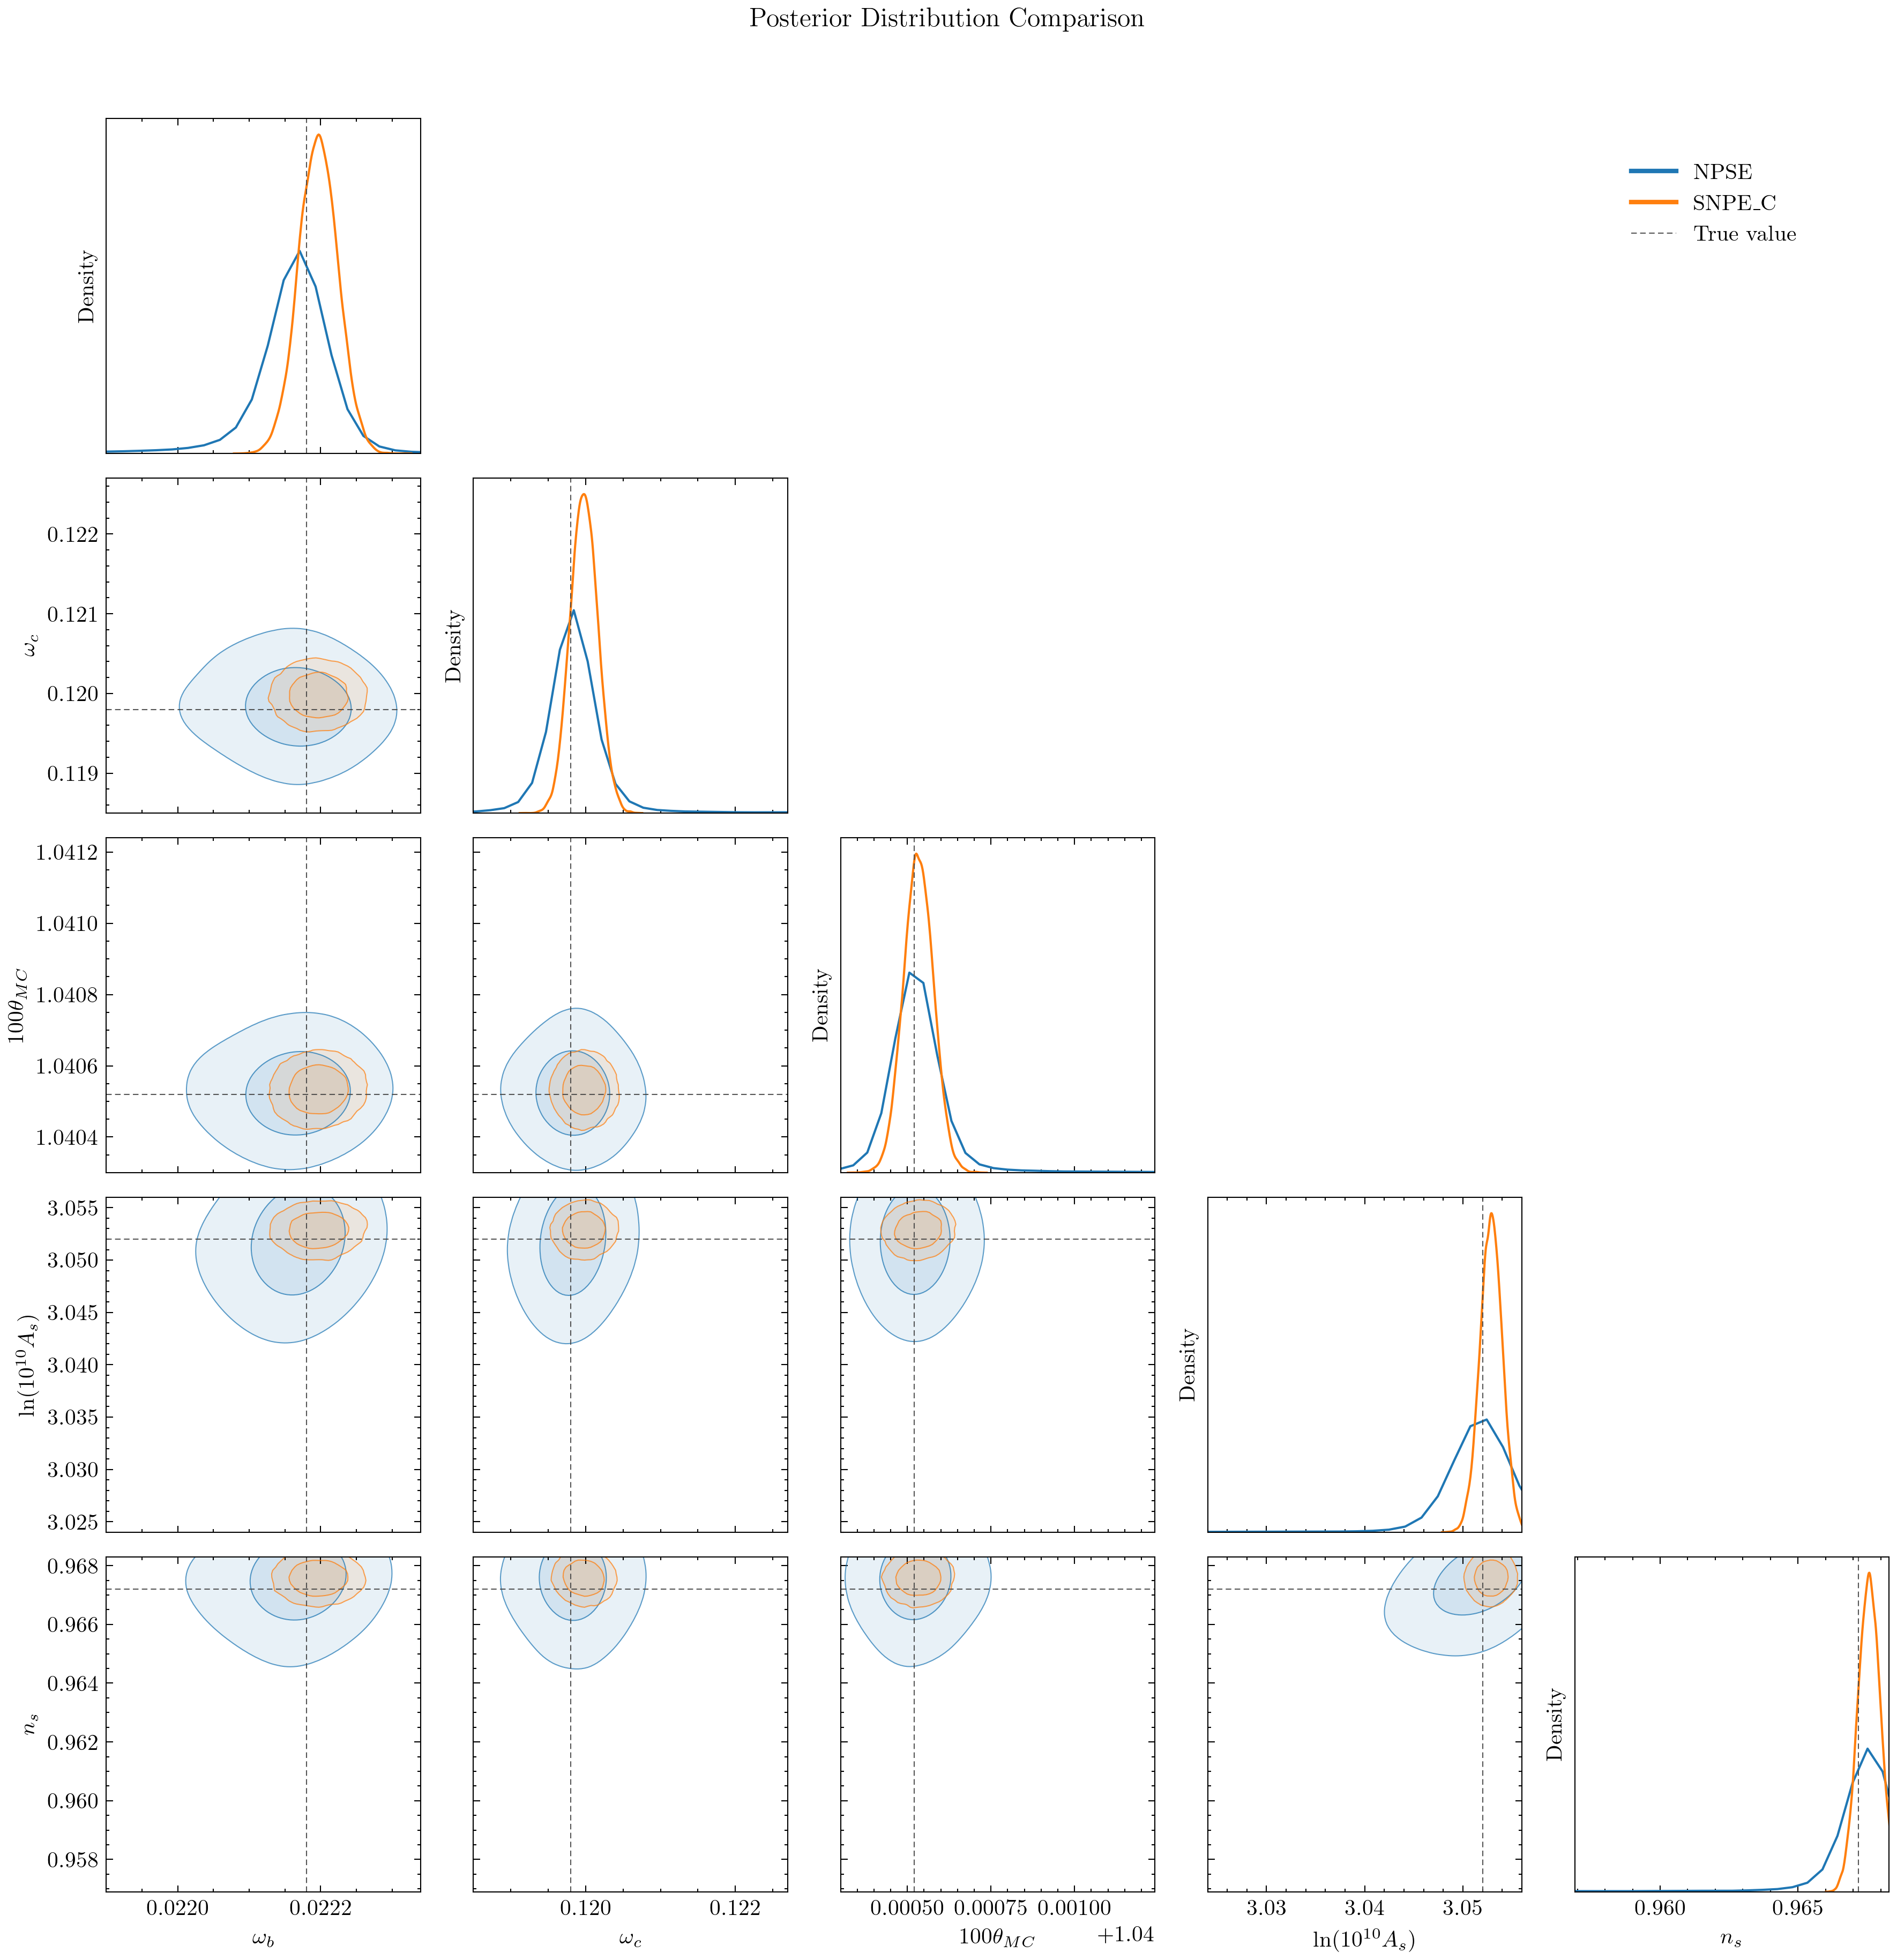 Posterior Distribution Comparison
NPSE
SNPE_C
True value
Density
0.122
0.121
0.120
0.119
ω_c
Density
1.0412
1.0410
1.0408
1.0406
1.0404
100θ_{MC}
Density
3.055
3.050
3.045
3.040
3.035
3.030
3.025
ln(10^{10}A_s)
Density
0.968
0.966
0.964
0.962
0.960
0.958
n_s
Density
0.0220 0.0222
0.120 0.122
0.00050 0.00075 0.00100
3.03 3.04 3.05
0.960 0.965
ω_b
ω_c
100θ_{MC}
+1.04
ln(10^{10}A_s)
n_s